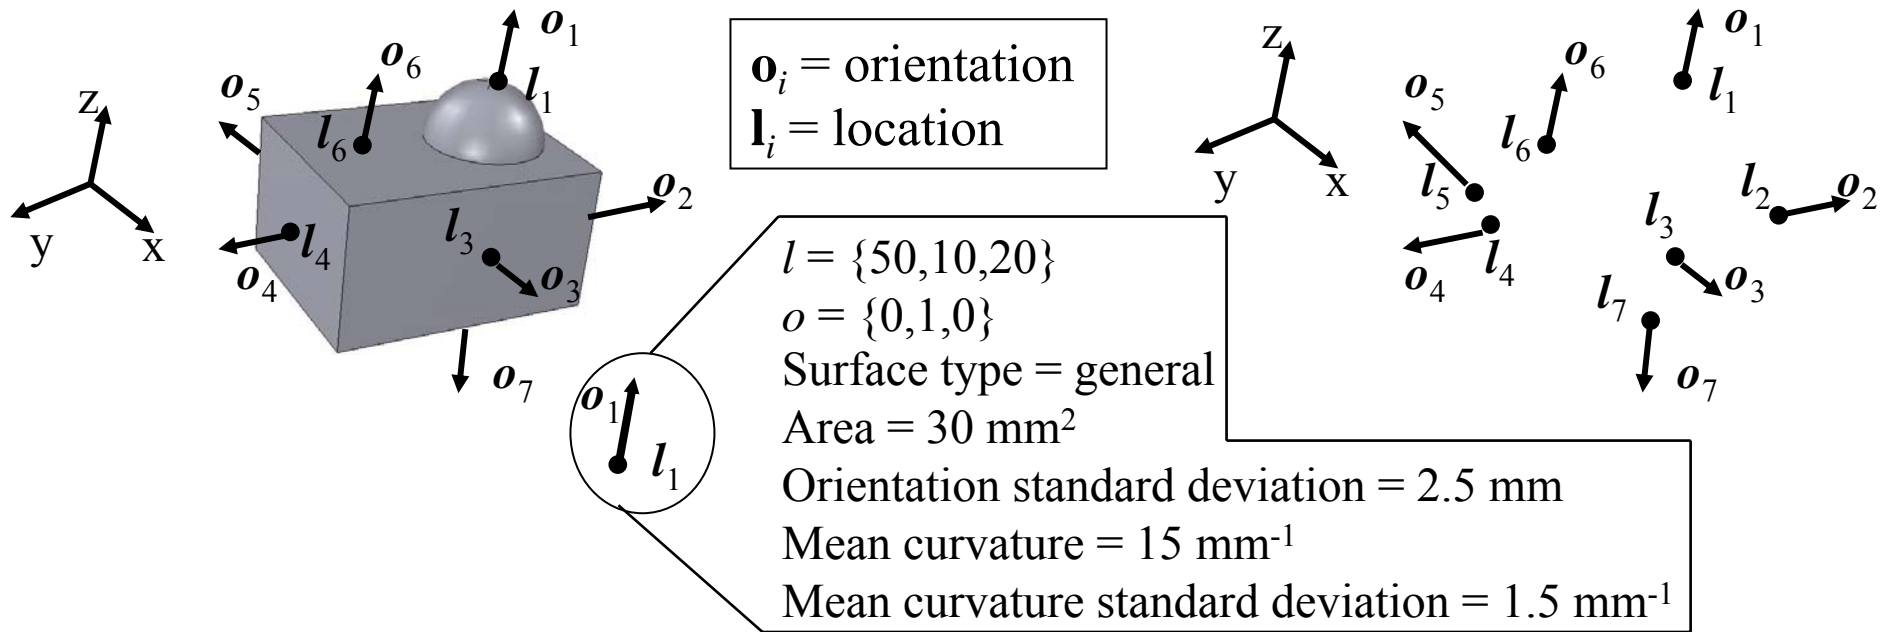 z
y
x
o5
o6
o1
l1
l6
o2
l3
l4
o4
o3
o7
oi = orientation
li = location
z
y
x
o1
l1
o6
l6
o5
l5
l2
o2
l3
o3
l4
o4
l7
o7
o1
l1
l = {50,10,20}
o = {0,1,0}
Surface type = general
Area = 30 mm2
Orientation standard deviation = 2.5 mm
Mean curvature = 15 mm-1
Mean curvature standard deviation = 1.5 mm-1